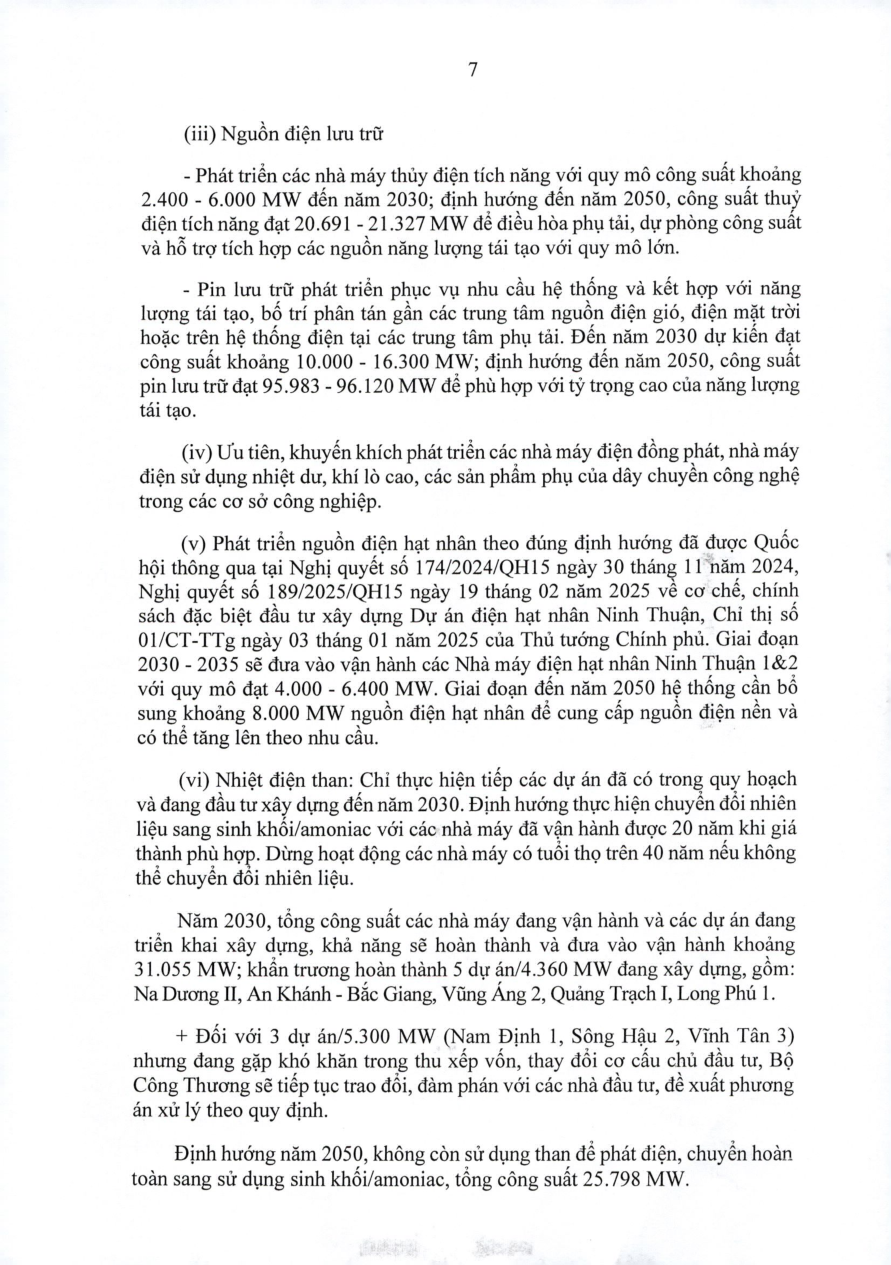 7
(iii) Nguồn điện lưu trữ
- Phát triển các nhà máy thủy điện tích năng với quy mô công suất khoảng
2.400 - 6.000 MW đến năm 2030; định hướng đến năm 2050, công suất thuỷ
điện tích năng đạt 20.691 - 21.327 MW để điều hòa phụ tải, dự phòng công suất
và hỗ trợ tích hợp các nguồn năng lượng tái tạo với quy mô lớn.
- Pin lưu trữ phát triển phục vụ nhu cầu hệ thống và kết hợp với năng
lượng tái tạo, bố trí phân tán gần các trung tâm nguồn điện gió, điện mặt trời
hoặc trên hệ thống điện tại các trung tâm phụ tải. Đến năm 2030 dự kiến đạt
công suất khoảng 10.000 - 16.300 MW; định hướng đến năm 2050, công suất
pin lưu trữ đạt 95.983 - 96.120 MW để phù hợp với tỷ trọng cao của năng lượng
tái tạo.
(iv) Ưu tiên, khuyến khích phát triển các nhà máy điện đồng phát, nhà máy
điện sử dụng nhiệt dư, khí lò cao, các sản phẩm phụ của dây chuyền công nghệ
trong các cơ sở công nghiệp.
(v) Phát triển nguồn điện hạt nhân theo đúng định hướng đã được Quốc
hội thông qua tại Nghị quyết số 174/2024/QH15 ngày 30 tháng 11 năm 2024,
Nghị quyết số 189/2025/QH15 ngày 19 tháng 02 năm 2025 về cơ chế, chính
sách đặc biệt đầu tư xây dựng Dự án điện hạt nhân Ninh Thuận, Chỉ thị số
01/CT-TTg ngày 03 tháng 01 năm 2025 của Thủ tướng Chính phủ. Giai đoạn
2030 - 2035 sẽ đưa vào vận hành các Nhà máy điện hạt nhân Ninh Thuận 1&2
với quy mô đạt 4.000 - 6.400 MW. Giai đoạn đến năm 2050 hệ thống cần bổ
sung khoảng 8.000 MW nguồn điện hạt nhân để cung cấp nguồn điện nền và
có thể tăng lên theo nhu cầu.
(vi) Nhiệt điện than: Chỉ thực hiện tiếp các dự án đã có trong quy hoạch
và đang đầu tư xây dựng đến năm 2030. Định hướng thực hiện chuyển đổi nhiên
liệu sang sinh khối/amoniac với các nhà máy đã vận hành được 20 năm khi giá
thành phù hợp. Dừng hoạt động các nhà máy có tuổi thọ trên 40 năm nếu không
thể chuyển đổi nhiên liệu.
Năm 2030, tổng công suất các nhà máy đang vận hành và các dự án đang
triển khai xây dựng, khả năng sẽ hoàn thành và đưa vào vận hành khoảng
31.055 MW; khẩn trương hoàn thành 5 dự án/4.360 MW đang xây dựng, gồm:
Na Dương II, An Khánh - Bắc Giang, Vũng Áng 2, Quảng Trạch I, Long Phú 1.
+ Đối với 3 dự án/5.300 MW (Nam Định 1, Sông Hậu 2, Vĩnh Tân 3)
nhưng đang gặp khó khăn trong thu xếp vốn, thay đổi cơ cấu chủ đầu tư, Bộ
Công Thương sẽ tiếp tục trao đổi, đàm phán với các nhà đầu tư, đề xuất phương
án xử lý theo quy định.
Định hướng năm 2050, không còn sử dụng than để phát điện, chuyển hoàn
toàn sang sử dụng sinh khối/amoniac, tổng công suất 25.798 MW.